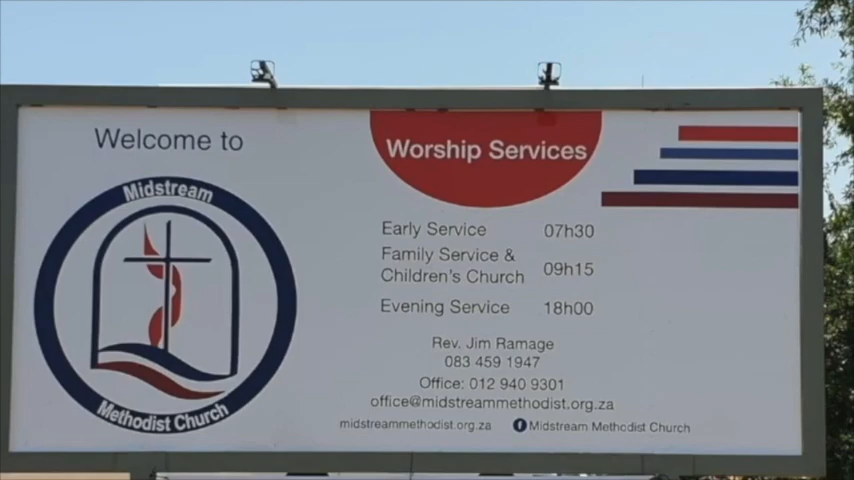 Welcome to
Midstream
Methodist Church
Worship Services
Early Service 07h30
Family Service &
Children's Church 09h15
Evening Service 18h00
Rev. Jim Ramage
083 459 1947
Office: 012 940 9301
office@midstreammethodist.org.za
midstreammethodist.org.za f Midstream Methodist Church